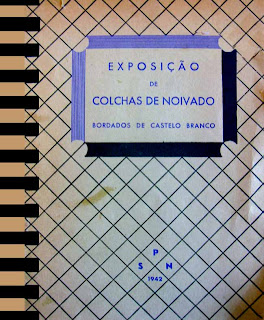 EXPOSIÇÃO
DE
COLCHAS DE NOIVADO
BORDADOS DE CASTELO BRANCO
P
S N
1942